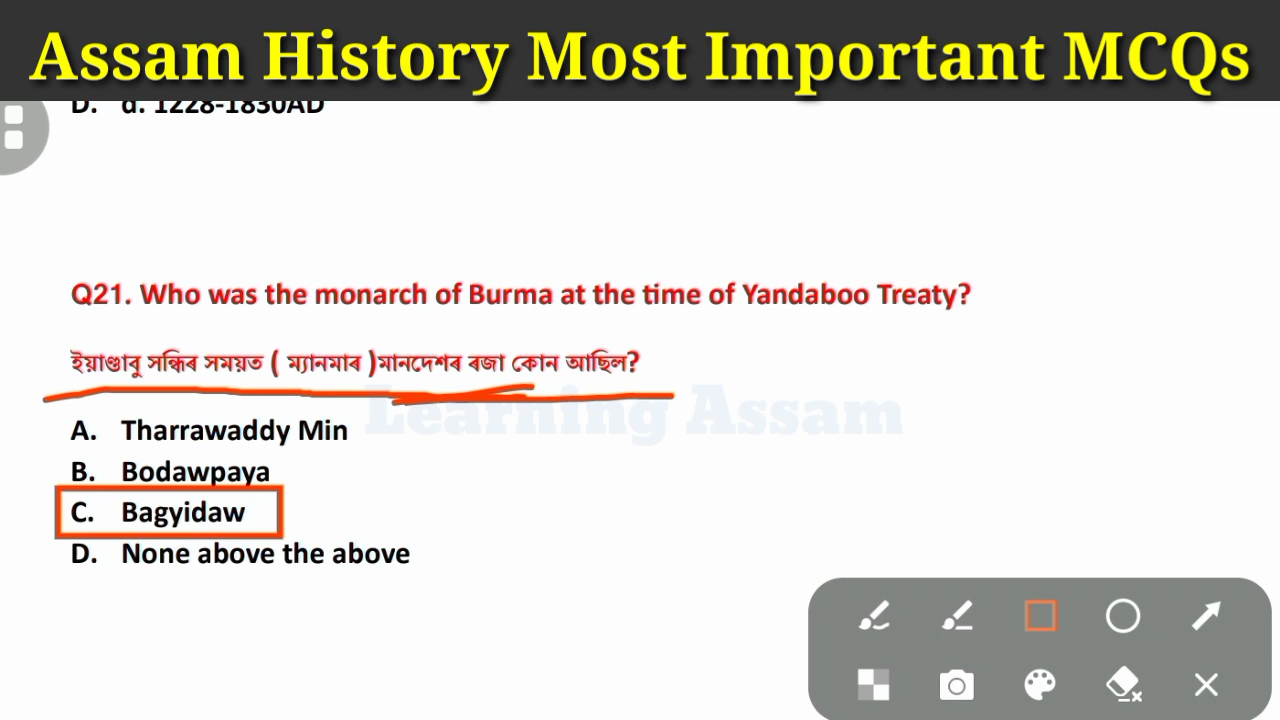 Assam History Most Important MCQs
D. d. 1228-1830AD
Q21. Who was the monarch of Burma at the time of Yandaboo Treaty?
ইয়াণ্ডাবু সন্ধিৰ সময়ত ( ম্যানমাৰ )মানদেশৰ ৰজা কোন আছিল?
Learning Assam
A. Tharrawaddy Min
B. Bodawpaya
C. Bagyidaw
D. None above the above